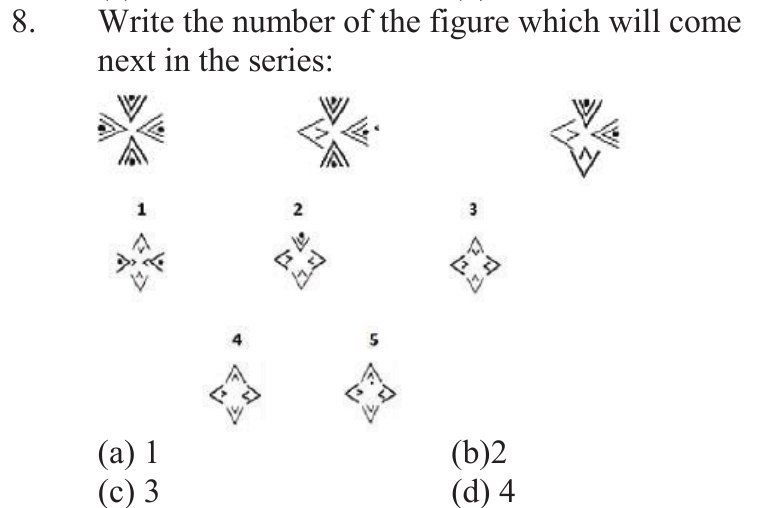 8. Write the number of the figure which will come
next in the series:
1 2 3
4 5
(a) 1 (b)2
(c) 3 (d) 4